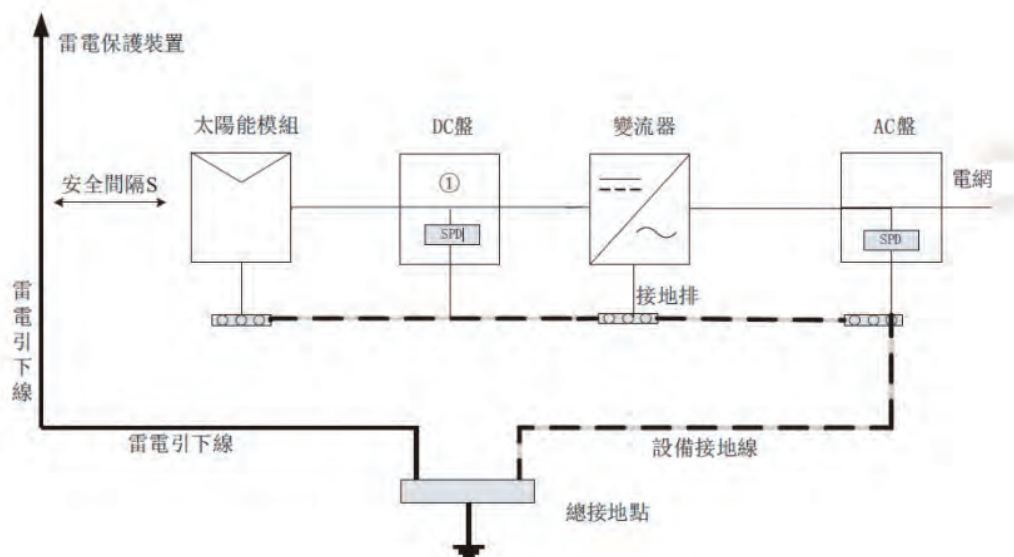 雷電保護裝置
太陽能模組
DC盤
變流器
AC盤
安全間隔S
①
電網
SPD
SPD
接地排
雷電引下線
雷電引下線
設備接地線
總接地點